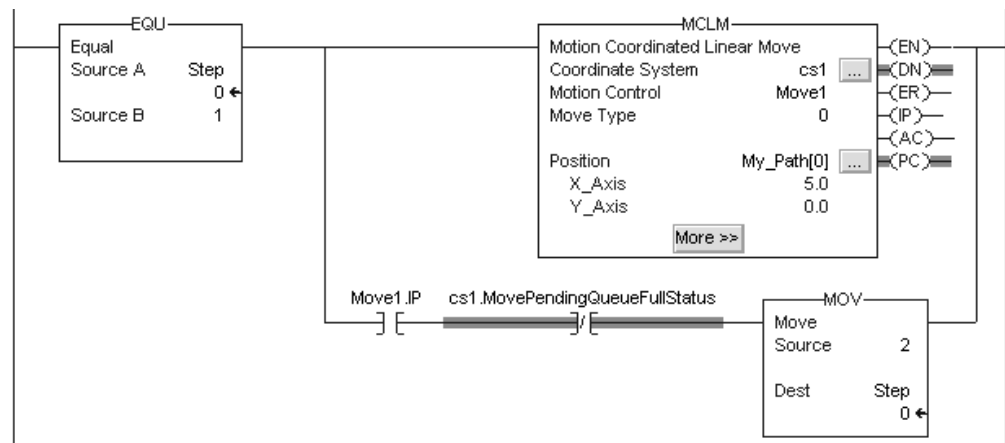 EQU
Equal
Source A Step
0
Source B 1
MCLM
Motion Coordinated Linear Move
Coordinate System cs1 ...
Motion Control Move1
Move Type 0
Position My_Path[0] ...
X_Axis 5.0
Y_Axis 0.0
More >>
(EN)
(DN)
(ER)
(IP)
(AC)
(PC)
Move1.IP cs1.MovePendingQueueFullStatus
/
MOV
Move
Source 2
Dest Step
0